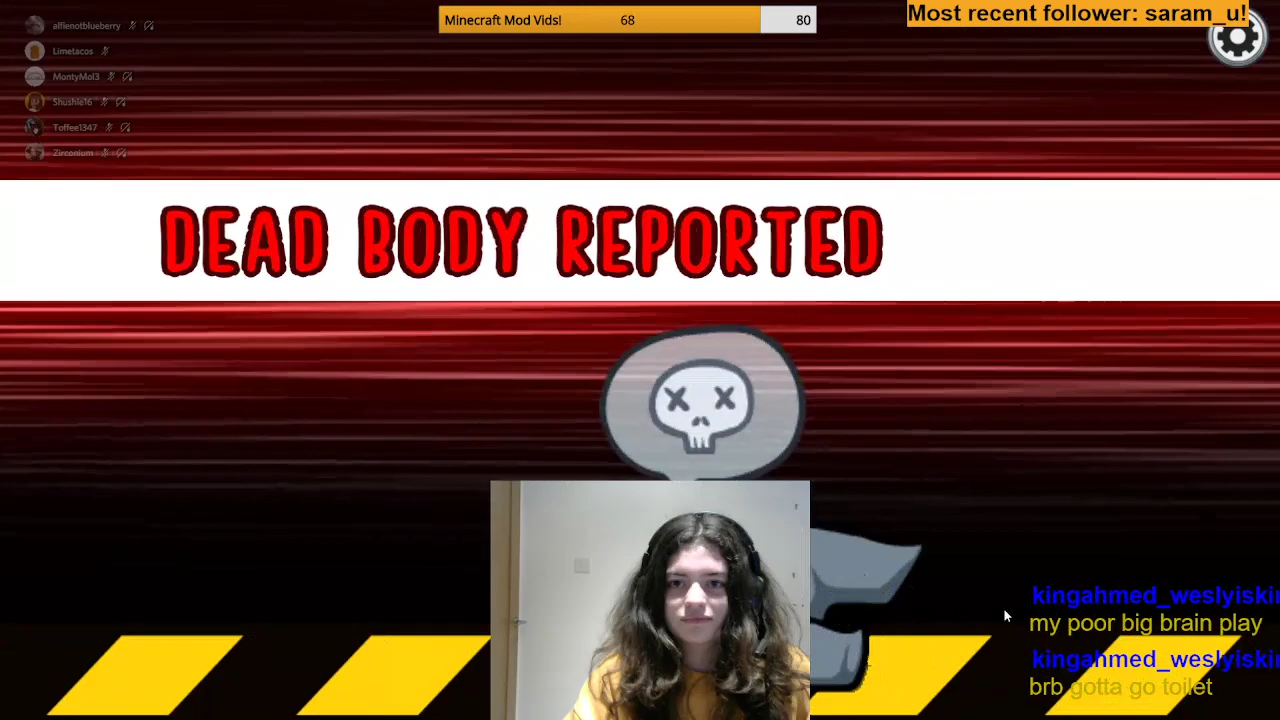 alfienotblueberry
Limetacos
MontyMol3
Shushie16
Toffee1347
Zirconium
Minecraft Mod Vids! 68 80
Most recent follower: saram_u!
DEAD BODY REPORTED
kingahmed_weslyiskin
my poor big brain play
kingahmed_weslyiskin
brb gotta go toilet